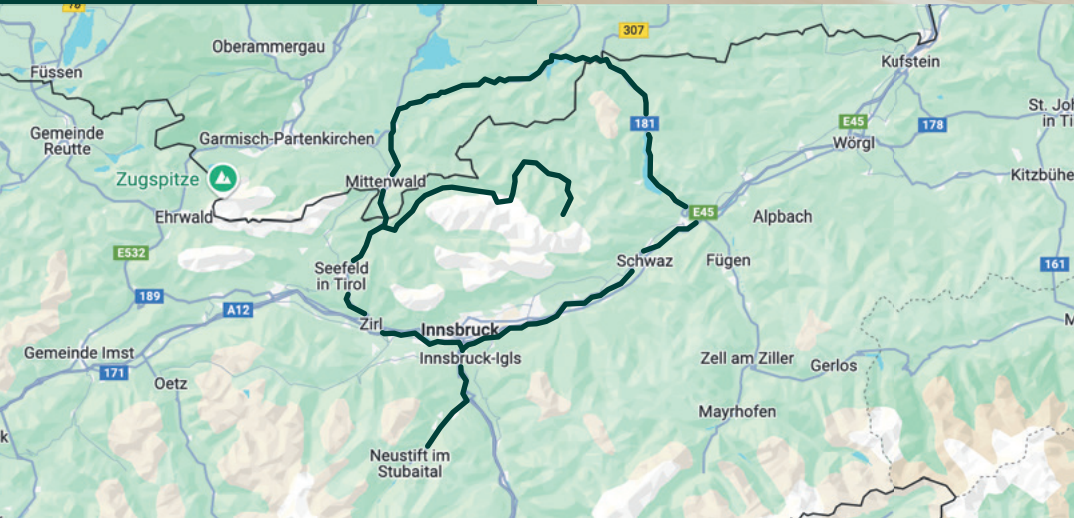 307
Oberammergau
Kufstein
Füssen
St. Joh
in Ti
E45
178
181
Gemeinde
Reutte
Garmisch-Partenkirchen
Wörgl
Zugspitze
Mittenwald
Kitzbühe
Ehrwald
E45
Alpbach
E532
Schwaz
Fügen
161
Seefeld
in Tirol
189
A12
Zirl
Innsbruck
Innsbruck-Igls
Gemeinde Imst
171
Zell am Ziller
Gerlos
Oetz
Mayrhofen
Neustift im
Stubaital
k
M